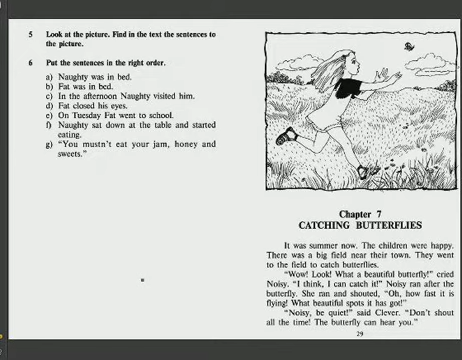 5 Look at the picture. Find in the text the sentences to
the picture.
6 Put the sentences in the right order.
a) Naughty was in bed.
b) Fat was in bed.
c) In the afternoon Naughty visited him.
d) Fat closed his eyes.
e) On Tuesday Fat went to school.
f) Naughty sat down at the table and started
eating.
g) "You mustn't eat your jam, honey and
sweets."
Chapter 7
CATCHING BUTTERFLIES
It was summer now. The children were happy.
There was a big field near their town. They went
to the field to catch butterflies.
"Wow! Look! What a beautiful butterfly!" cried
Noisy. "I think, I can catch it!" Noisy ran after the
butterfly. She ran and shouted, "Oh, how fast it is
flying! What beautiful spots it has got!"
"Noisy, be quiet!" said Clever. "Don't shout
all the time! The butterfly can hear you."
29